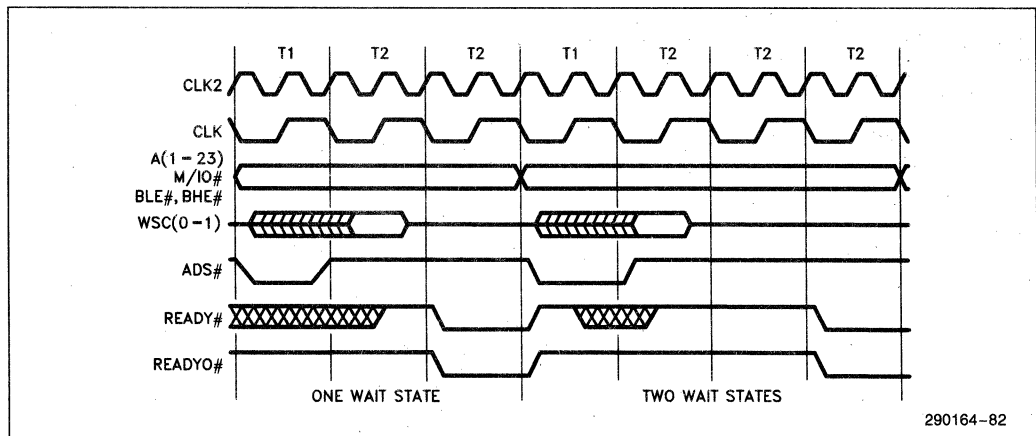 T1 T2 T2 T1 T2 T2 T2
CLK2
CLK
A(1-23)
M/IO#
BLE#, BHE#
WSC(0-1)
ADS#
READY#
READYO#
ONE WAIT STATE TWO WAIT STATES
290164-82